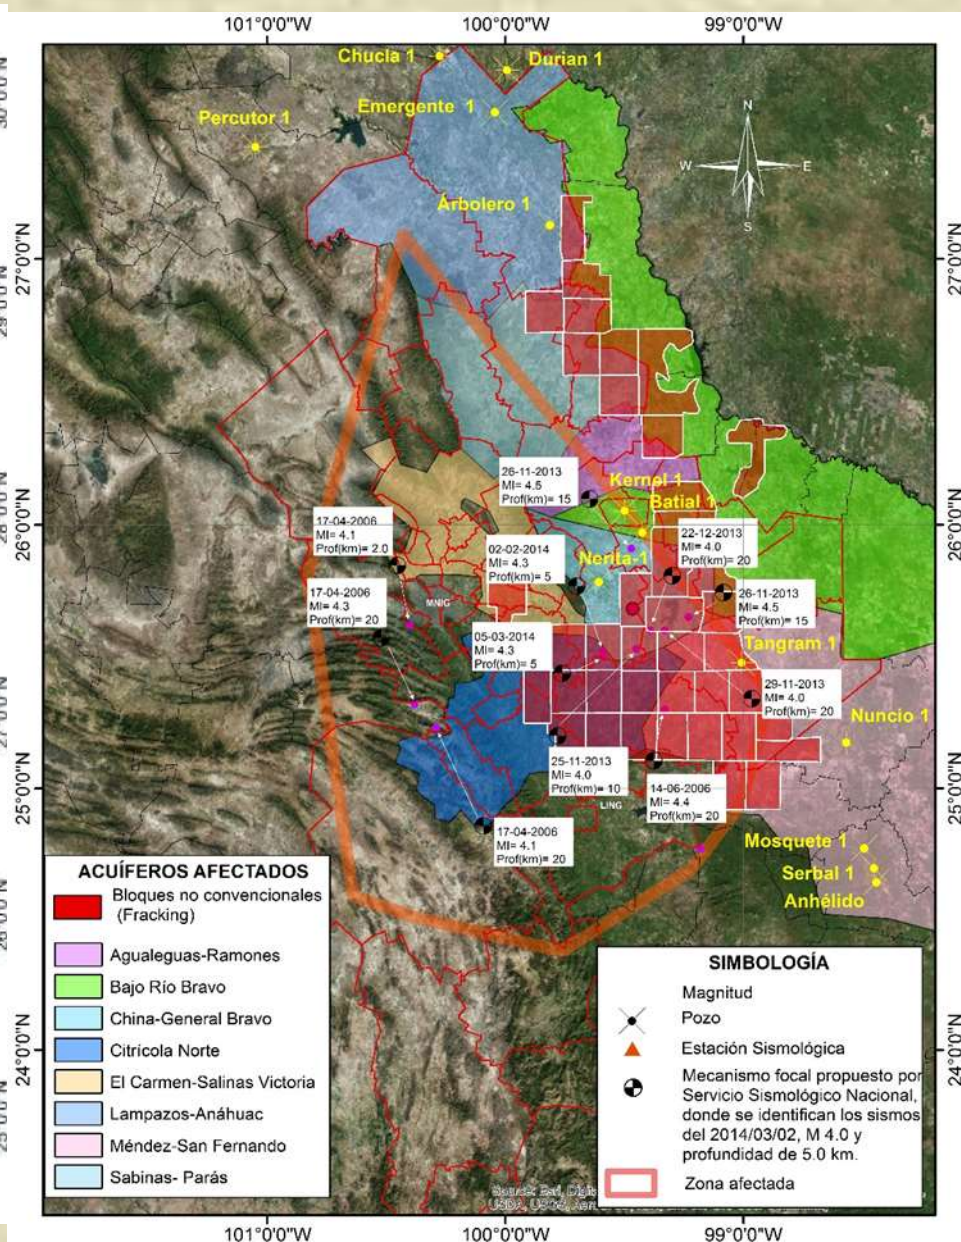 101°0'0"W 100°0'0"W 99°0'0"W
Chucla 1
Durian 1
Emergente 1
Percutor 1
N
W E
S
Árbolero 1
27°0'0"N
27°0'0"N
26-11-2013
Ml= 4.5
Prof(km)= 15
Kernel 1
Batial 1
26°0'0"N
26°0'0"N
17-04-2006
Ml= 4.1
Prof(km)= 2.0
02-02-2014
Ml= 4.3
Prof(km)= 5
Nerita-1
22-12-2013
Ml= 4.0
Prof(km)= 20
17-04-2006
Ml= 4.3
Prof(km)= 20
MNIG
26-11-2013
Ml= 4.5
Prof(km)= 15
05-03-2014
Ml= 4.3
Prof(km)= 5
Tangram 1
29-11-2013
Ml= 4.0
Prof(km)= 20
Nuncio 1
25-11-2013
Ml= 4.0
Prof(km)= 10
14-06-2006
Ml= 4.4
Prof(km)= 20
LING
25°0'0"N
25°0'0"N
17-04-2006
Ml= 4.1
Prof(km)= 20
Mosquete 1
Serbal 1
Anhélido
ACUÍFEROS AFECTADOS
Bloques no convencionales
(Fracking)
Agualeguas-Ramones
Bajo Río Bravo
China-General Bravo
Citrícola Norte
El Carmen-Salinas Victoria
Lampazos-Anáhuac
Méndez-San Fernando
Sabinas- Parás
SIMBOLOGÍA
Magnitud
Pozo
Estación Sismológica
Mecanismo focal propuesto por
Servicio Sismológico Nacional,
donde se identifican los sismos
del 2014/03/02, M 4.0 y
profundidad de 5.0 km.
Zona afectada
24°0'0"N
24°0'0"N
Source: Esri,
USDA, USGS,
101°0'0"W 100°0'0"W 99°0'0"W